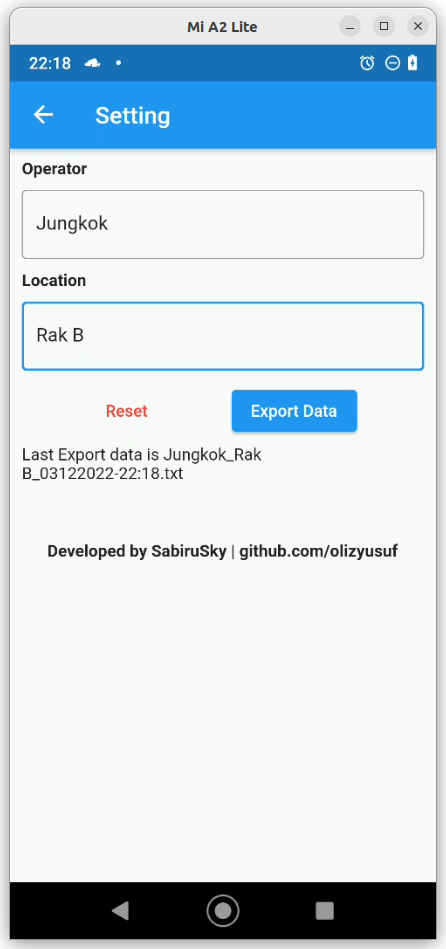 Mi A2 Lite
22:18
Setting
Operator
Jungkok
Location
Rak B
Reset Export Data
Last Export data is Jungkok_Rak
B_03122022-22:18.txt
Developed by SabiruSky | github.com/olizyusuf